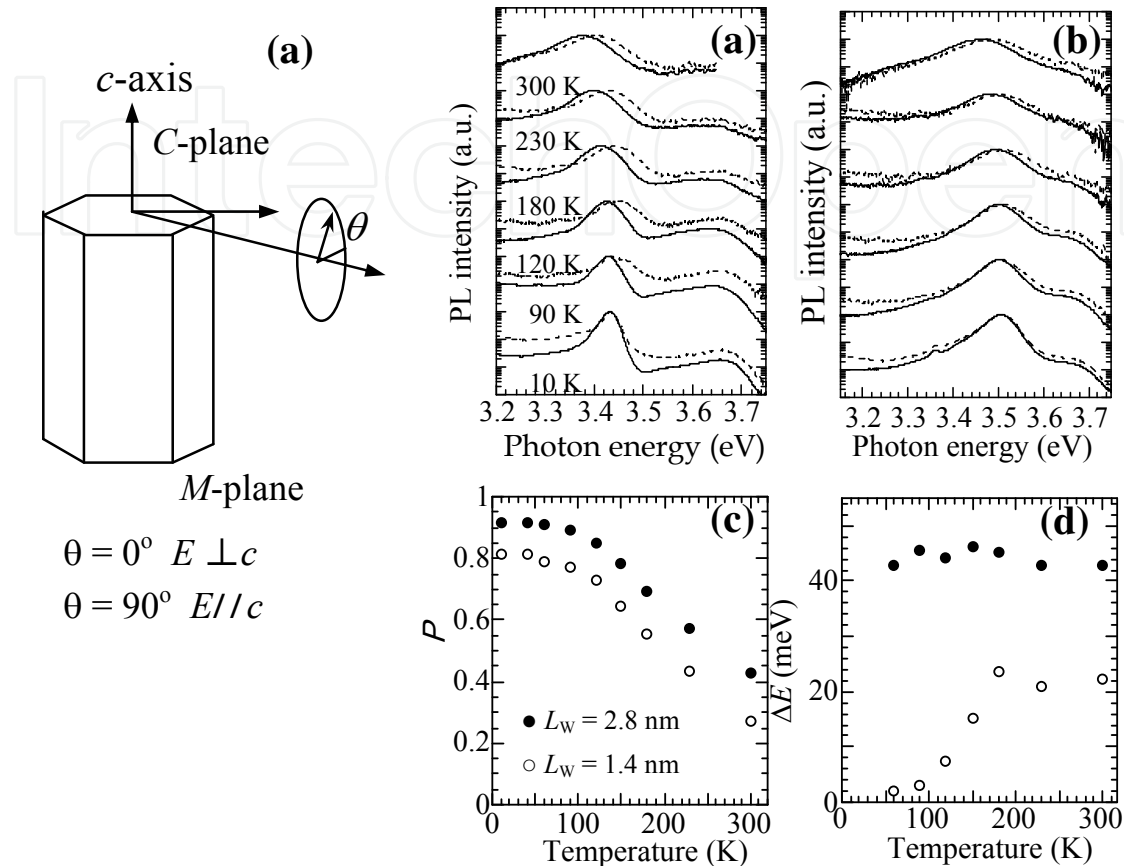 (a)
c-axis
C-plane
θ
M-plane
θ = 0° E ⊥ c
θ = 90° E// c
IntechOpen
(a)
PL intensity (a.u.)
300 K
230 K
180 K
120 K
90 K
10 K
3.2 3.3 3.4 3.5 3.6 3.7
Photon energy (eV)
(b)
PL intensity (a.u.)
3.2 3.3 3.4 3.5 3.6 3.7
Photon energy (eV)
(c)
P
1
0.8
0.6
0.4
0.2
0
● L_W = 2.8 nm
○ L_W = 1.4 nm
0 100 200 300
Temperature (K)
(d)
ΔE (meV)
40
20
0
0 100 200 300
Temperature (K)